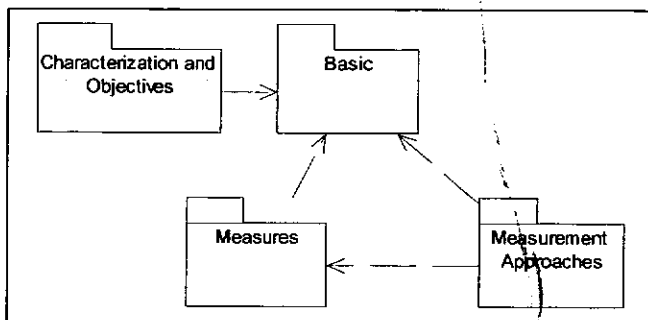 Characterization and
Objectives
Basic
Measures
Measurement
Approaches